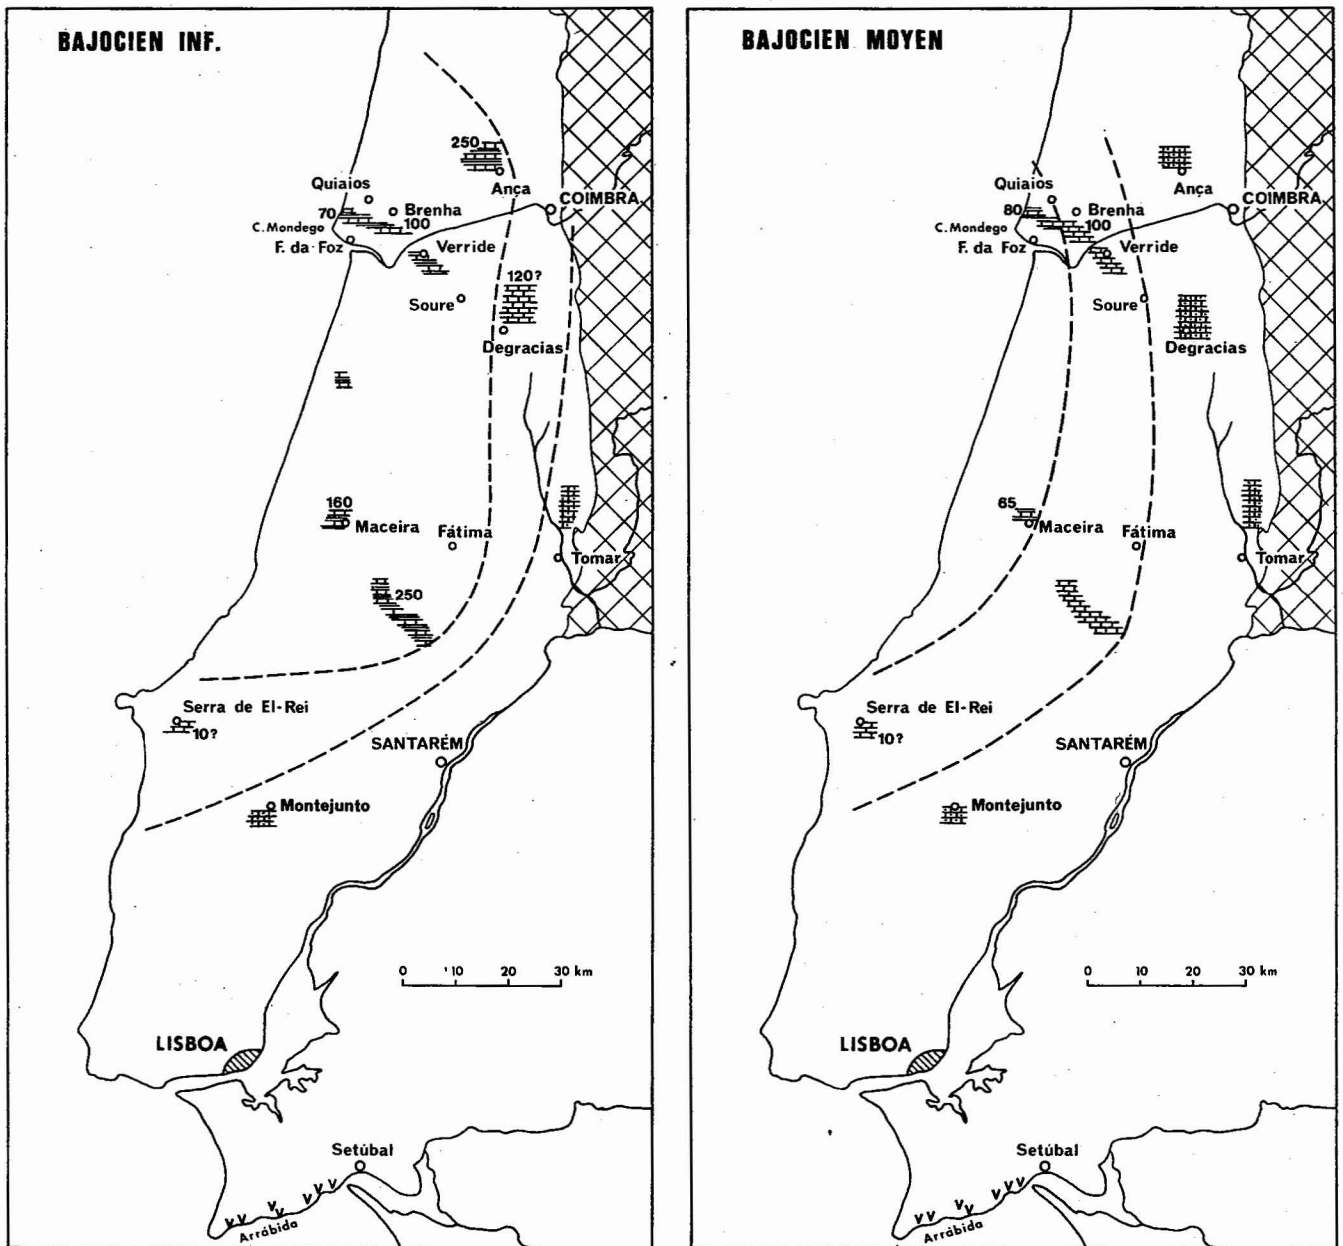 BAJOCIEN INF.
250
Ança
Quiaios
COIMBRA
70
Brenha
100
C. Mondego
F. da Foz
Verride
120?
Soure
Degracias
160
Maceira
Fátima
Tomar
250
Serra de El-Rei
10?
SANTARÉM
Montejunto
0 10 20 30 km
LISBOA
Setúbal
V V V V V V V
Arrábida
BAJOCIEN MOYEN
Ança
Quiaios
COIMBRA
80
Brenha
100
C. Mondego
F. da Foz
Verride
Soure
Degracias
65
Maceira
Fátima
Tomar
Serra de El-Rei
10?
SANTARÉM
Montejunto
0 10 20 30 km
LISBOA
Setúbal
V V V V V V V
Arrábida